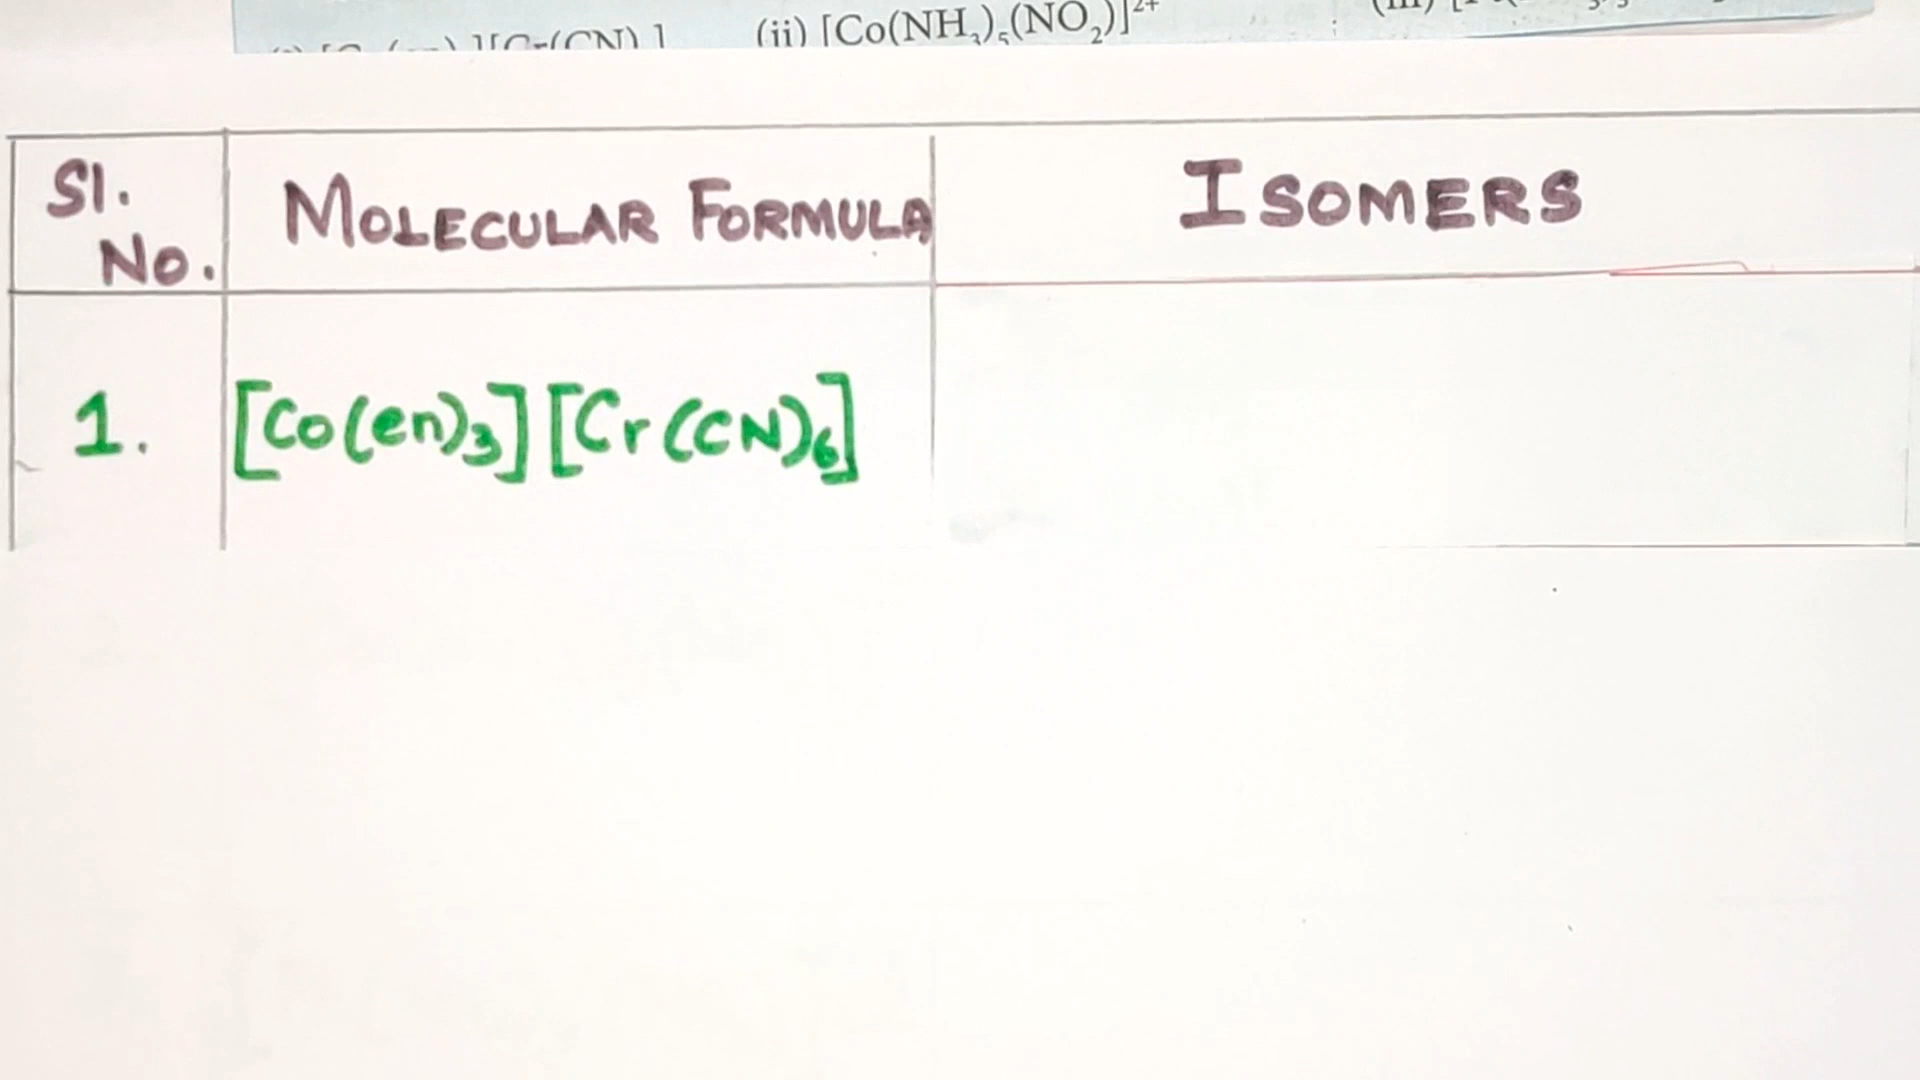 (ii) [Co(NH₃)₅(NO₂)]²⁺
Sl. No.
MOLECULAR FORMULA
ISOMERS
1. [Co(en)₃][Cr(CN)₆]